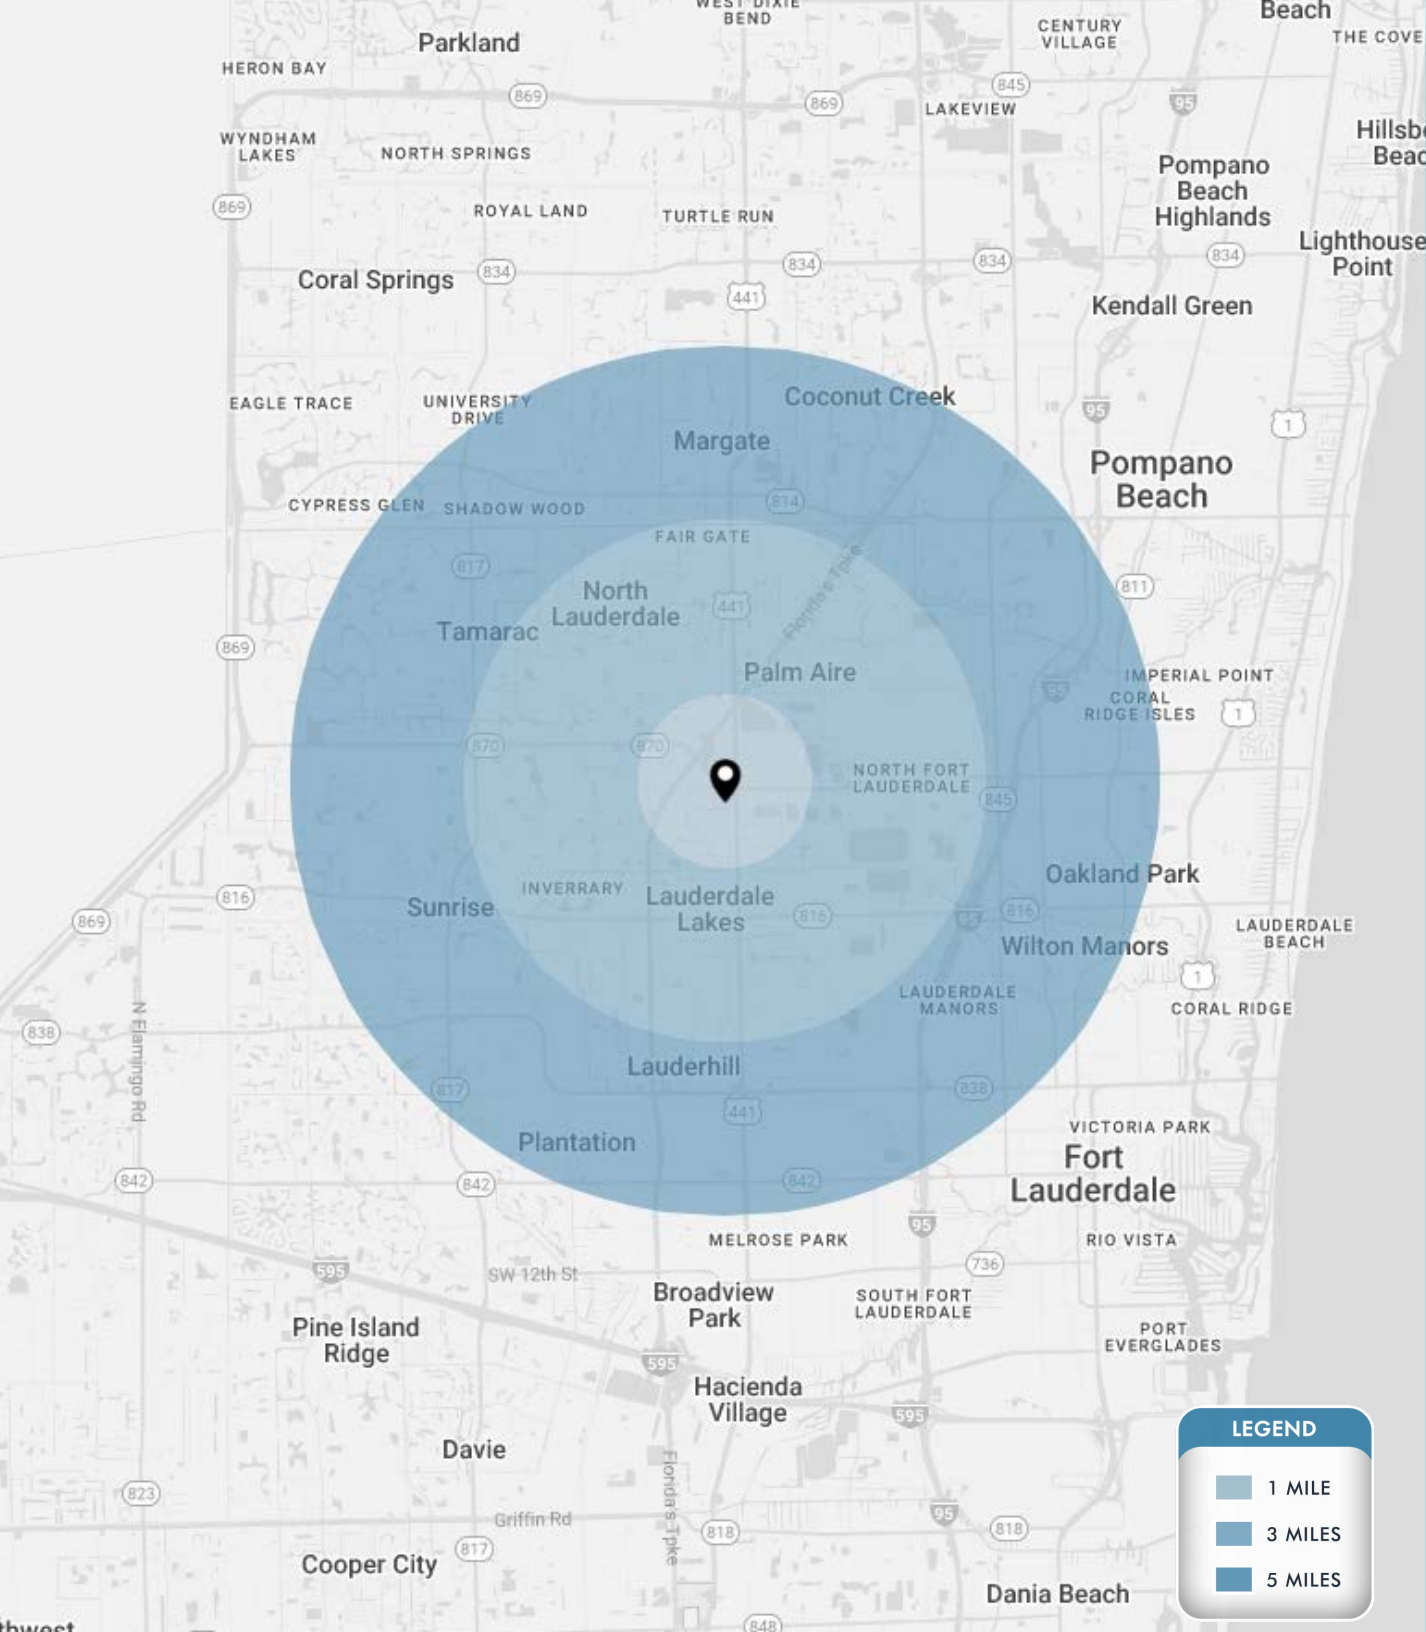 WEST DIXIE
BEND
Beach
CENTURY
VILLAGE
THE COVE
Parkland
HERON BAY
869
869
845
95
LAKEVIEW
WYNDHAM
LAKES
NORTH SPRINGS
Hillsb
Beac
Pompano
Beach
Highlands
869
ROYAL LAND
TURTLE RUN
Lighthouse
Point
Coral Springs
834
834
834
834
441
Kendall Green
EAGLE TRACE
UNIVERSITY
DRIVE
Coconut Creek
95
1
Margate
Pompano
Beach
CYPRESS GLEN
SHADOW WOOD
814
FAIR GATE
817
Florida's Tpke
North
Lauderdale
441
811
Tamarac
869
Palm Aire
95
IMPERIAL POINT
CORAL
RIDGE ISLES
1
870
870
NORTH FORT
LAUDERDALE
845
Oakland Park
INVERRARY
Lauderdale
Lakes
816
Sunrise
816
95
816
869
LAUDERDALE
BEACH
Wilton Manors
1
LAUDERDALE
MANORS
CORAL RIDGE
838
N Flamingo Rd
Lauderhill
817
838
441
VICTORIA PARK
Plantation
Fort
Lauderdale
842
842
842
95
MELROSE PARK
RIO VISTA
595
SW 12th St
736
Broadview
Park
SOUTH FORT
LAUDERDALE
Pine Island
Ridge
PORT
EVERGLADES
595
Hacienda
Village
595
Davie
Florida's Tpke
823
Griffin Rd
95
817
818
818
Cooper City
Dania Beach
thwest
848
LEGEND
1 MILE
3 MILES
5 MILES